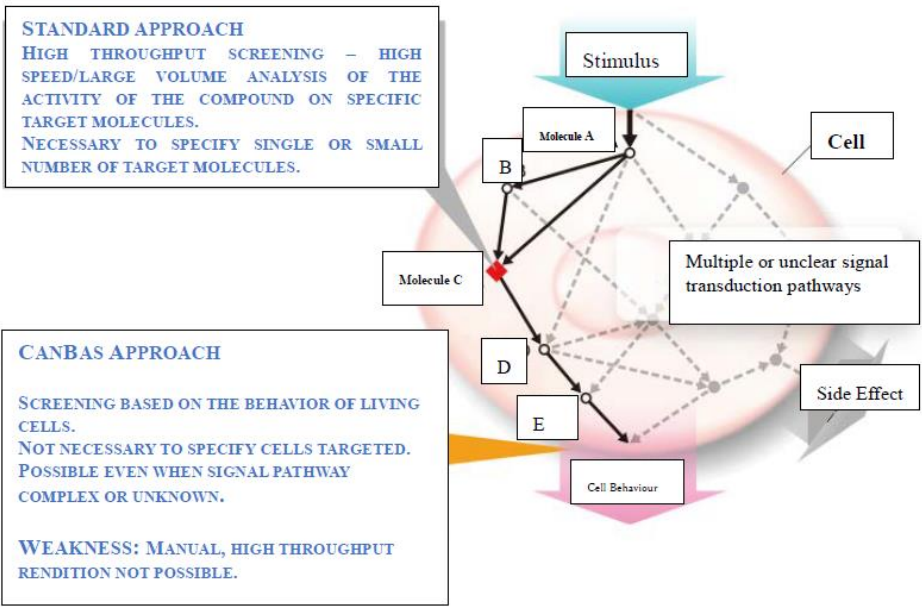 STANDARD APPROACH
HIGH THROUGHPUT SCREENING – HIGH
SPEED/LARGE VOLUME ANALYSIS OF THE
ACTIVITY OF THE COMPOUND ON SPECIFIC
TARGET MOLECULES.
NECESSARY TO SPECIFY SINGLE OR SMALL
NUMBER OF TARGET MOLECULES.
Stimulus
Molecule A
Cell
B
Molecule C
Multiple or unclear signal
transduction pathways
CANBAS APPROACH
SCREENING BASED ON THE BEHAVIOR OF LIVING
CELLS.
NOT NECESSARY TO SPECIFY CELLS TARGETED.
POSSIBLE EVEN WHEN SIGNAL PATHWAY
COMPLEX OR UNKNOWN.
WEAKNESS: MANUAL, HIGH THROUGHPUT
RENDITION NOT POSSIBLE.
D
E
Side Effect
Cell Behaviour